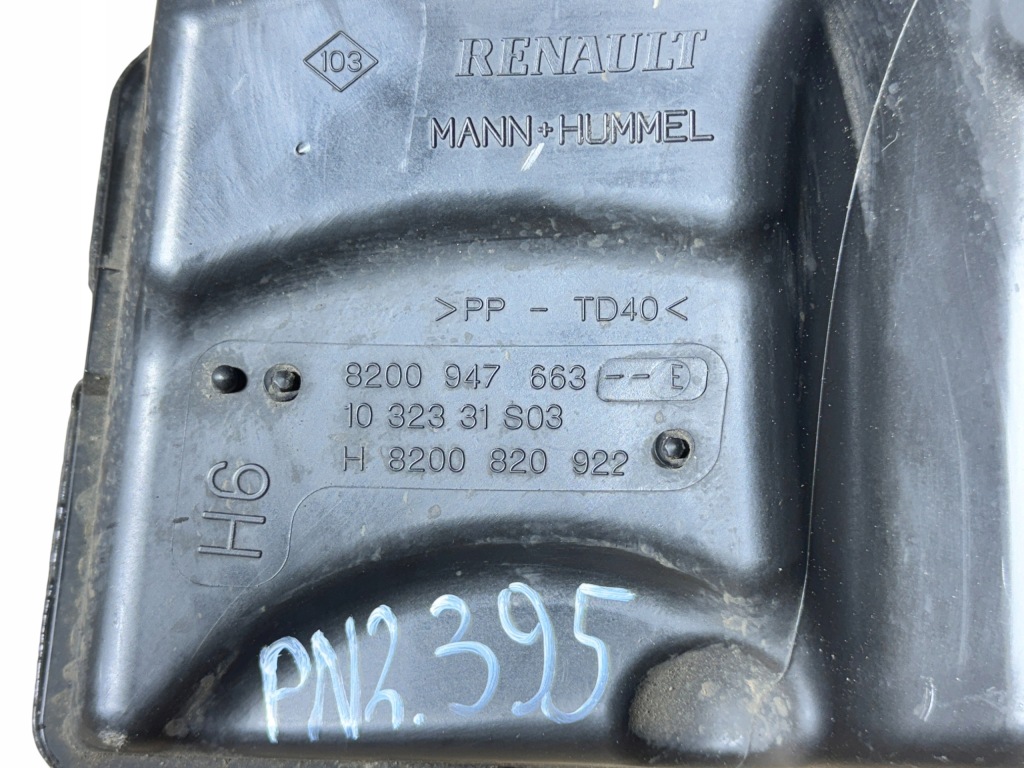 103
RENAULT
MANN+HUMMEL
>PP - TD40<
8200 947 663 -- E
10 323 31 S03
H 8200 820 922
H6
PN2.395